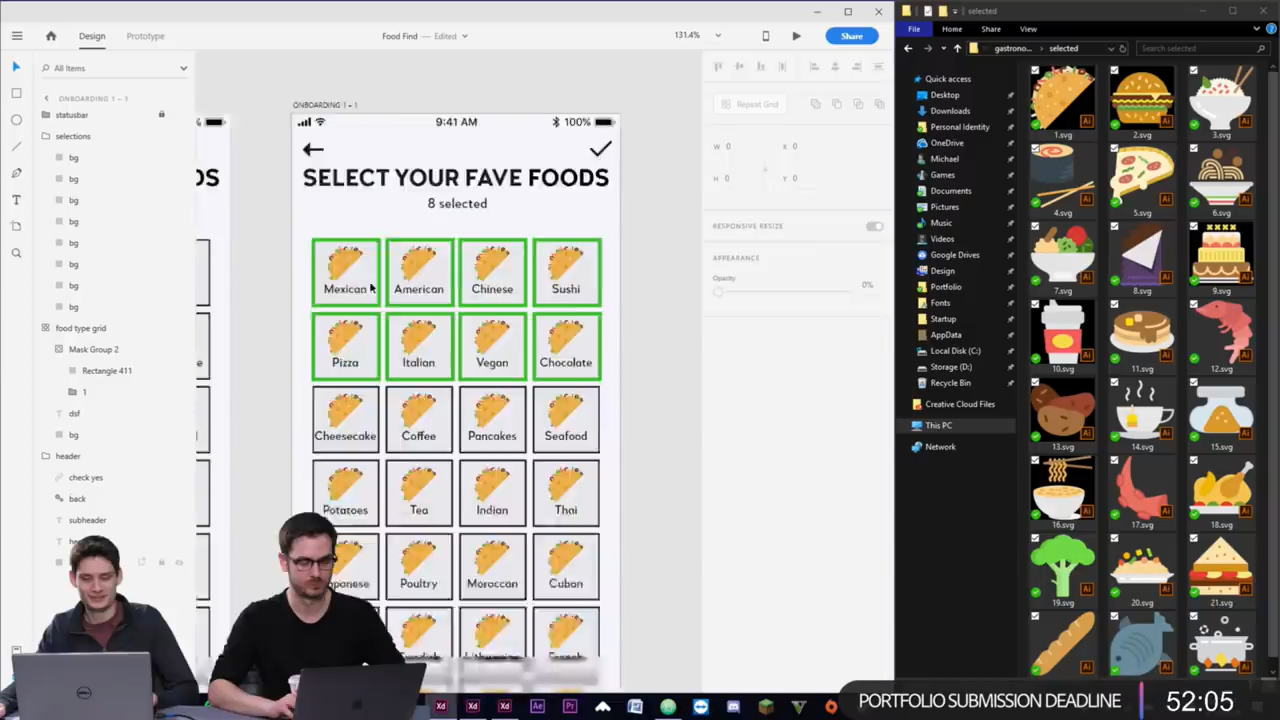 Design
Prototype
Food Find – Edited
131.4%
Share
All Items
ONBOARDING 1 – 1
statusbar
selections
bg
bg
bg
bg
bg
bg
bg
bg
food type grid
Mask Group 2
Rectangle 411
1
dsf
bg
header
check yes
back
subheader
ONBOARDING 1 – 1
9:41 AM
100%
DS
SELECT YOUR FAVE FOODS
8 selected
Mexican
American
Chinese
Sushi
Pizza
Italian
Vegan
Chocolate
Cheesecake
Coffee
Pancakes
Seafood
Potatoes
Tea
Indian
Thai
Poultry
Moroccan
Cuban
Repeat Grid
W 0
X 0
H 0
Y 0
RESPONSIVE RESIZE
APPEARANCE
Opacity
0%
selected
File
Home
Share
View
gastrono...
selected
Search selected
Quick access
Desktop
Downloads
Personal Identity
OneDrive
Michael
Games
Documents
Pictures
Music
Videos
Google Drives
Design
Portfolio
Fonts
Startup
AppData
Local Disk (C:)
Storage (D:)
Recycle Bin
Creative Cloud Files
This PC
Network
1.svg
2.svg
3.svg
4.svg
5.svg
6.svg
7.svg
8.svg
9.svg
10.svg
11.svg
12.svg
13.svg
14.svg
15.svg
16.svg
17.svg
18.svg
19.svg
20.svg
21.svg
PORTFOLIO SUBMISSION DEADLINE
52:05